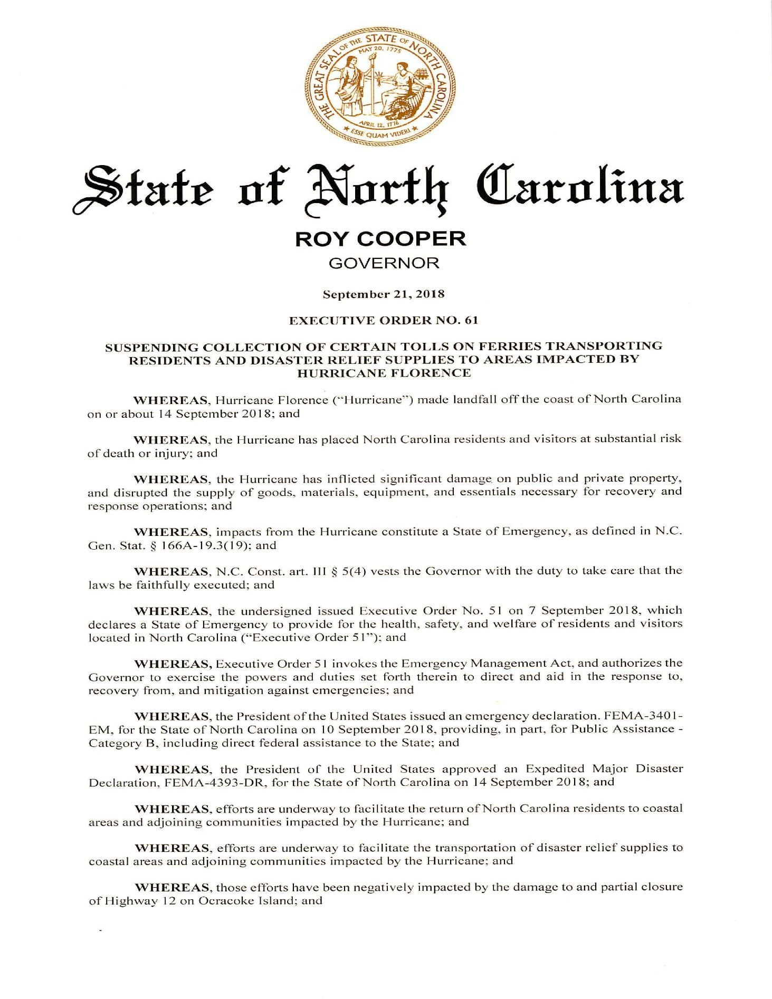 THE GREAT SEAL OF THE STATE OF NORTH CAROLINA
MAY 20, 1775
APRIL 12, 1776
★ ESSE QUAM VIDERI ★
State of North Carolina
ROY COOPER
GOVERNOR
September 21, 2018
EXECUTIVE ORDER NO. 61
SUSPENDING COLLECTION OF CERTAIN TOLLS ON FERRIES TRANSPORTING
RESIDENTS AND DISASTER RELIEF SUPPLIES TO AREAS IMPACTED BY
HURRICANE FLORENCE
WHEREAS, Hurricane Florence (“Hurricane”) made landfall off the coast of North Carolina
on or about 14 September 2018; and
WHEREAS, the Hurricane has placed North Carolina residents and visitors at substantial risk
of death or injury; and
WHEREAS, the Hurricane has inflicted significant damage on public and private property,
and disrupted the supply of goods, materials, equipment, and essentials necessary for recovery and
response operations; and
WHEREAS, impacts from the Hurricane constitute a State of Emergency, as defined in N.C.
Gen. Stat. § 166A-19.3(19); and
WHEREAS, N.C. Const. art. III § 5(4) vests the Governor with the duty to take care that the
laws be faithfully executed; and
WHEREAS, the undersigned issued Executive Order No. 51 on 7 September 2018, which
declares a State of Emergency to provide for the health, safety, and welfare of residents and visitors
located in North Carolina (“Executive Order 51”); and
WHEREAS, Executive Order 51 invokes the Emergency Management Act, and authorizes the
Governor to exercise the powers and duties set forth therein to direct and aid in the response to,
recovery from, and mitigation against emergencies; and
WHEREAS, the President of the United States issued an emergency declaration. FEMA-3401-
EM, for the State of North Carolina on 10 September 2018, providing, in part, for Public Assistance -
Category B, including direct federal assistance to the State; and
WHEREAS, the President of the United States approved an Expedited Major Disaster
Declaration, FEMA-4393-DR, for the State of North Carolina on 14 September 2018; and
WHEREAS, efforts are underway to facilitate the return of North Carolina residents to coastal
areas and adjoining communities impacted by the Hurricane; and
WHEREAS, efforts are underway to facilitate the transportation of disaster relief supplies to
coastal areas and adjoining communities impacted by the Hurricane; and
WHEREAS, those efforts have been negatively impacted by the damage to and partial closure
of Highway 12 on Ocracoke Island; and